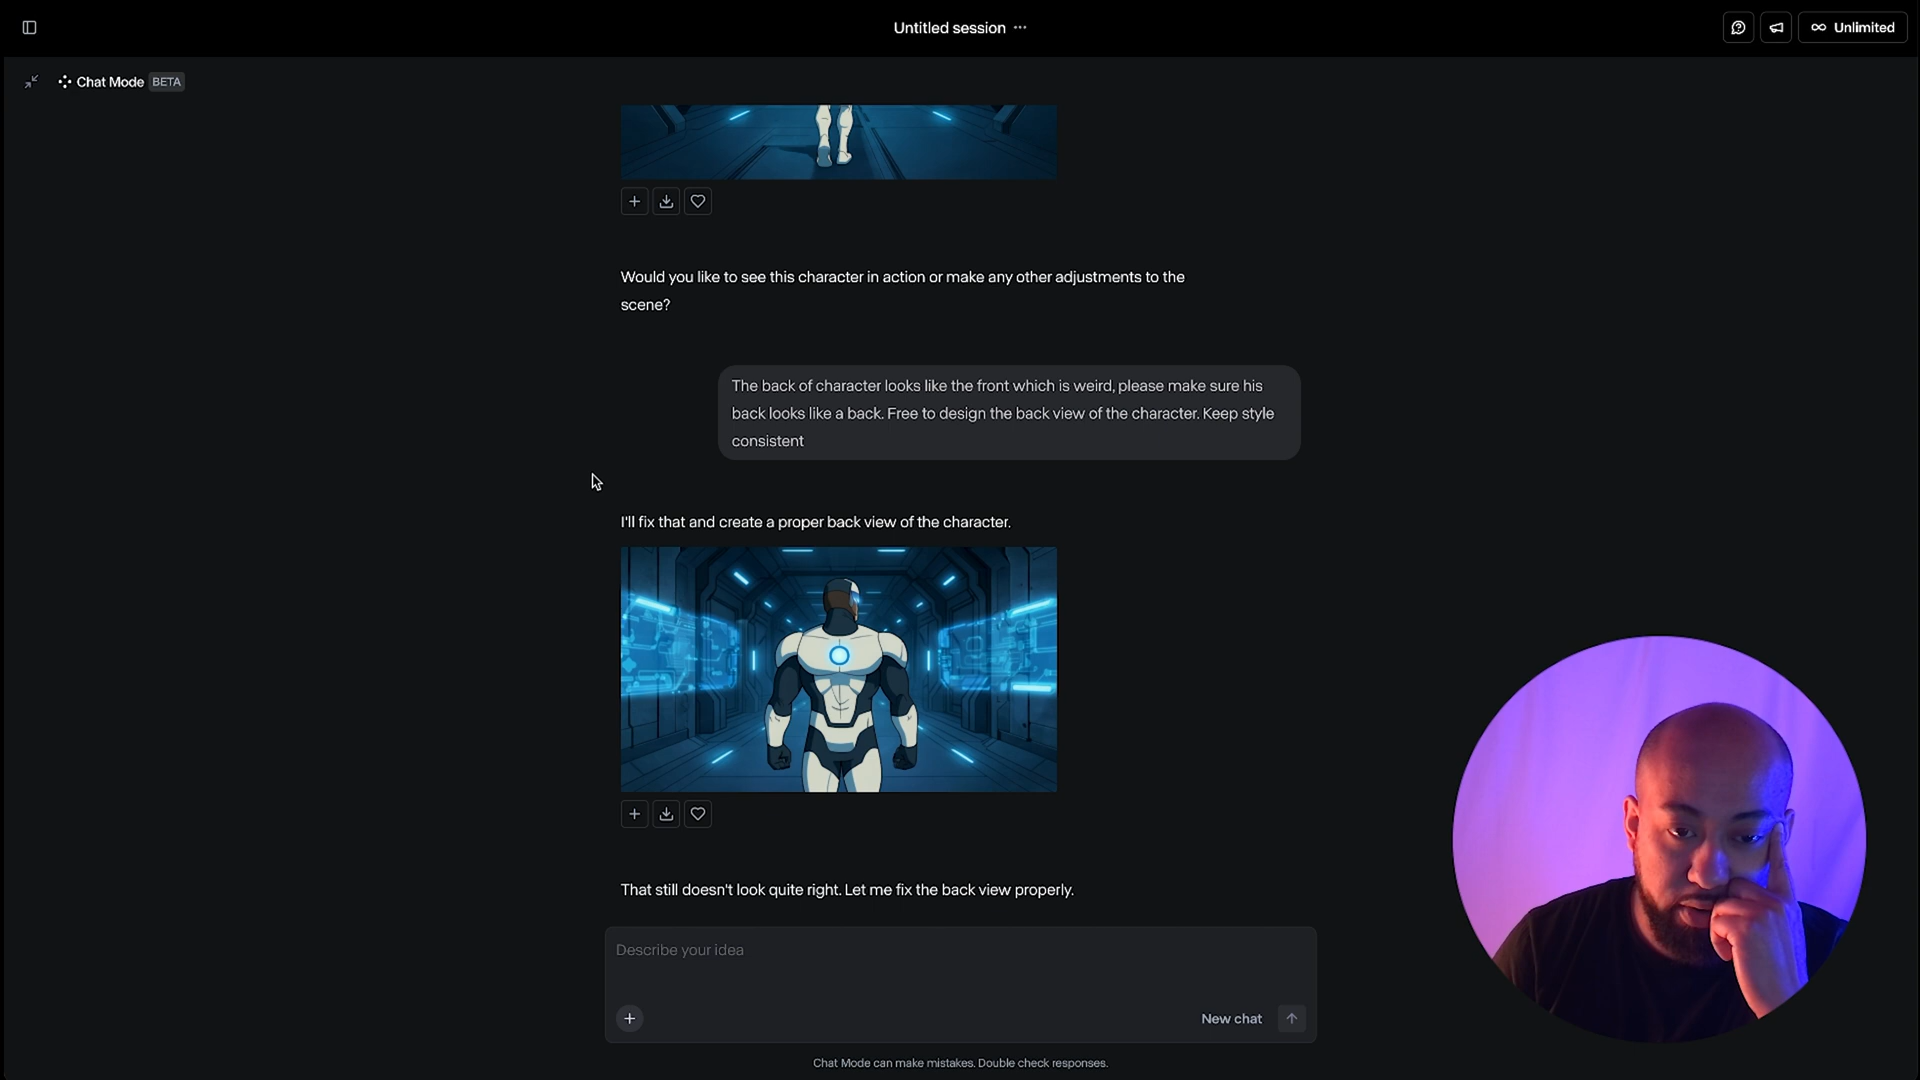 Untitled session ···
Unlimited
Chat Mode BETA
Would you like to see this character in action or make any other adjustments to the
scene?
The back of character looks like the front which is weird, please make sure his
back looks like a back. Free to design the back view of the character. Keep style
consistent
I'll fix that and create a proper back view of the character.
That still doesn't look quite right. Let me fix the back view properly.
Describe your idea
New chat
Chat Mode can make mistakes. Double check responses.